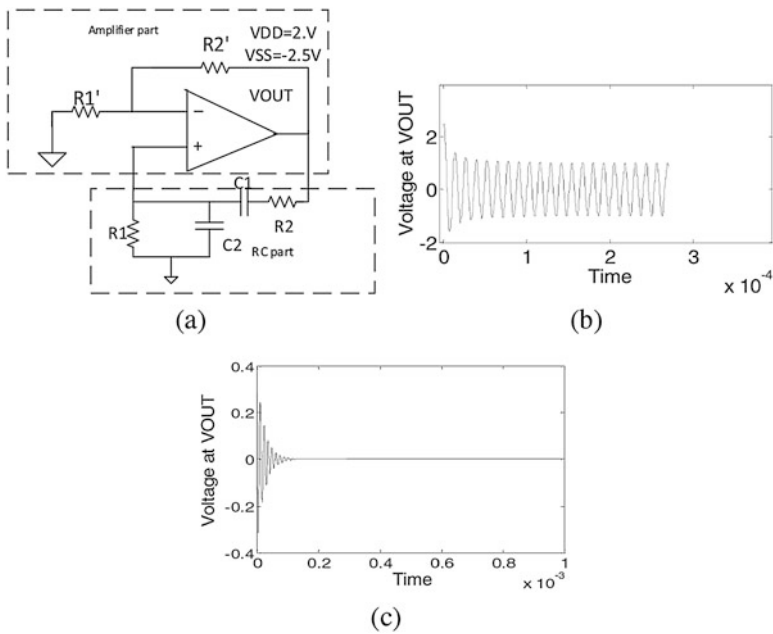 Amplifier part
VDD=2.V
VSS=-2.5V
R2'
R1'
VOUT
−
+
C1
R2
R1
C2
RC part
(a)
Voltage at VOUT
2
0
-2
0
1
2
3
Time
x 10⁻⁴
(b)
Voltage at VOUT
0.4
0.2
0
-0.2
-0.4
0
0.2
0.4
0.6
0.8
1
Time
x 10⁻³
(c)